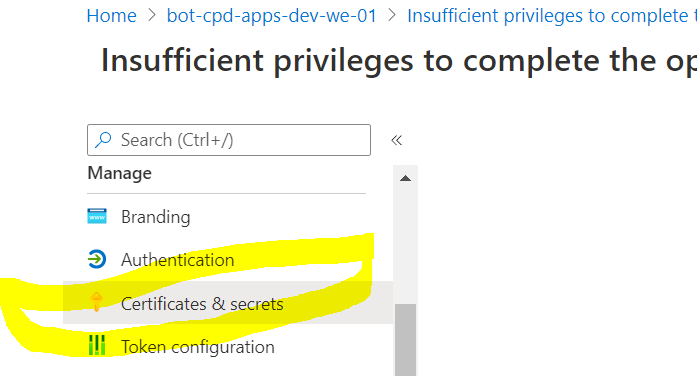 Home > bot-cpd-apps-dev-we-01 > Insufficient privileges to complete t
Insufficient privileges to complete the op
Search (Ctrl+/) «
Manage
www Branding
Authentication
Certificates & secrets
Token configuration